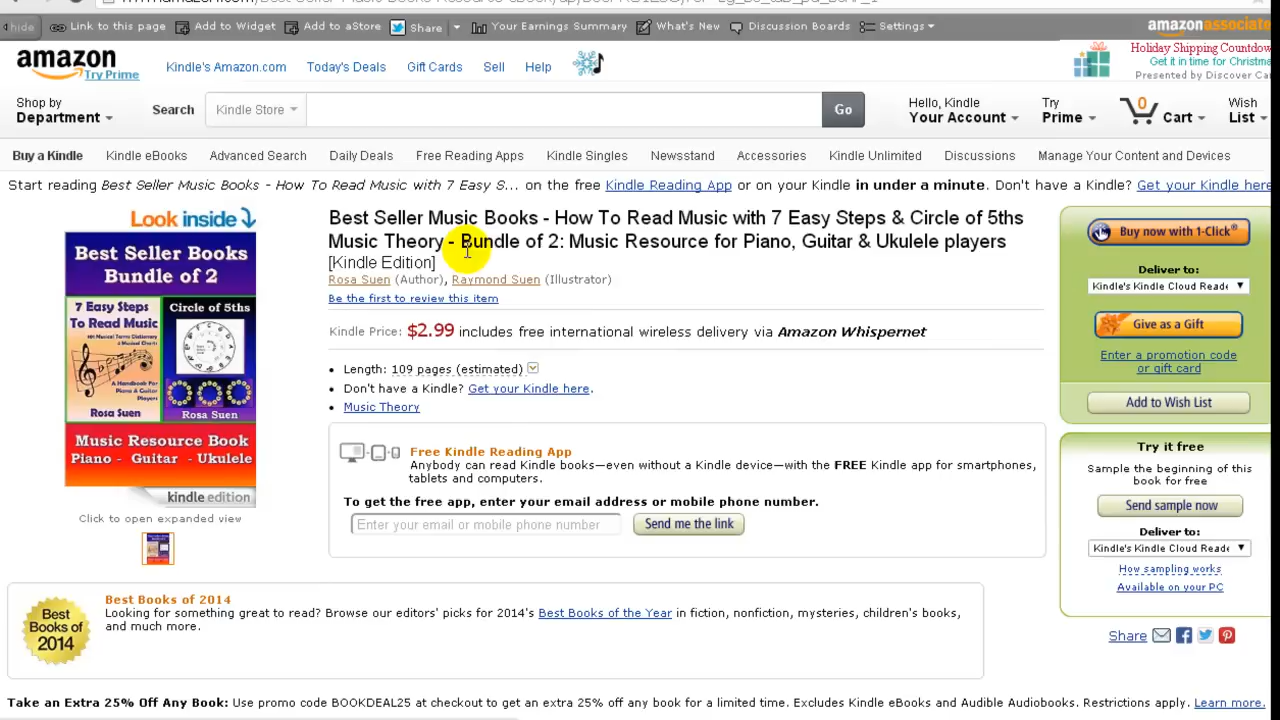 hide Link to this page Add to Widget Add to aStore Share Your Earnings Summary What's New Discussion Boards Settings amazonassociate
amazon
Try Prime
Kindle's Amazon.com Today's Deals Gift Cards Sell Help
Holiday Shipping Countdow
Get it in time for Christma
Presented by Discover Ca
Shop by
Department
Search Kindle Store Go
Hello, Kindle
Your Account
Try
Prime
0
Cart
Wish
List
Buy a Kindle Kindle eBooks Advanced Search Daily Deals Free Reading Apps Kindle Singles Newsstand Accessories Kindle Unlimited Discussions Manage Your Content and Devices
Start reading Best Seller Music Books - How To Read Music with 7 Easy S... on the free Kindle Reading App or on your Kindle in under a minute. Don't have a Kindle? Get your Kindle here
Look inside
Best Seller Books
Bundle of 2
7 Easy Steps
To Read Music
A Handbook For
Piano & Guitar
Players
Rosa Suen
Circle of 5ths
Rosa Suen
Music Resource Book
Piano - Guitar - Ukulele
kindle edition
Click to open expanded view
Best Seller Music Books - How To Read Music with 7 Easy Steps & Circle of 5ths
Music Theory - Bundle of 2: Music Resource for Piano, Guitar & Ukulele players
[Kindle Edition]
Rosa Suen (Author), Raymond Suen (Illustrator)
Be the first to review this item
Kindle Price: $2.99 includes free international wireless delivery via Amazon Whispernet
Length: 109 pages (estimated)
Don't have a Kindle? Get your Kindle here.
Music Theory
Free Kindle Reading App
Anybody can read Kindle books—even without a Kindle device—with the FREE Kindle app for smartphones,
tablets and computers.
To get the free app, enter your email address or mobile phone number.
Enter your email or mobile phone number Send me the link
Buy now with 1-Click®
Deliver to:
Kindle's Kindle Cloud Reade
Give as a Gift
Enter a promotion code
or gift card
Add to Wish List
Try it free
Sample the beginning of this
book for free
Send sample now
Deliver to:
Kindle's Kindle Cloud Reade
How sampling works
Available on your PC
Share
Best
Books of
2014
Best Books of 2014
Looking for something great to read? Browse our editors' picks for 2014's Best Books of the Year in fiction, nonfiction, mysteries, children's books,
and much more.
Take an Extra 25% Off Any Book: Use promo code BOOKDEAL25 at checkout to get an extra 25% off any book for a limited time. Excludes Kindle eBooks and Audible Audiobooks. Restrictions apply. Learn more.